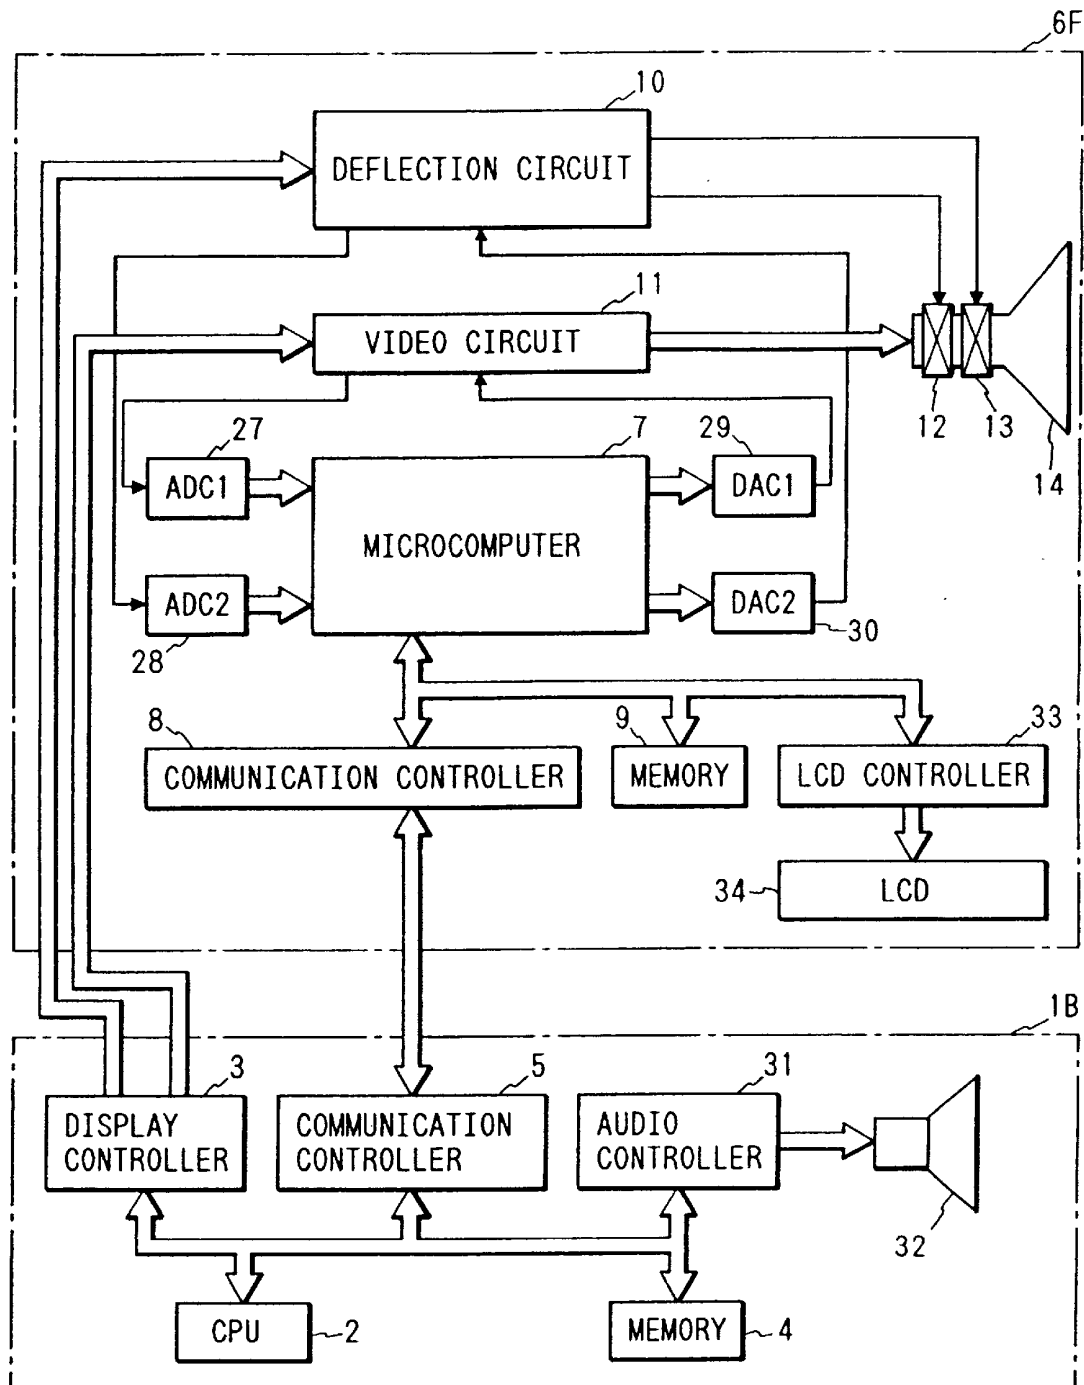 6F
10
DEFLECTION CIRCUIT
11
VIDEO CIRCUIT
12
13
14
27
ADC1
7
MICROCOMPUTER
29
DAC1
ADC2
28
DAC2
30
8
COMMUNICATION CONTROLLER
9
MEMORY
33
LCD CONTROLLER
34
LCD
1B
3
DISPLAY
CONTROLLER
5
COMMUNICATION
CONTROLLER
31
AUDIO
CONTROLLER
32
CPU
2
MEMORY
4